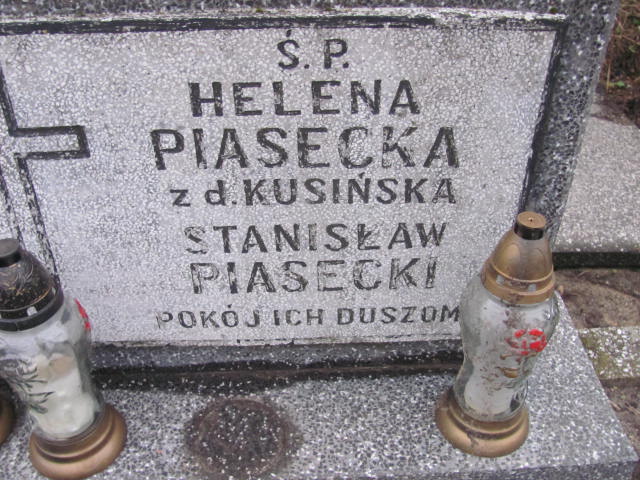 Ś.P.
HELENA
PIASECKA
z d. KUSIŃSKA
STANISŁAW
PIASECKI
POKÓJ ICH DUSZOM